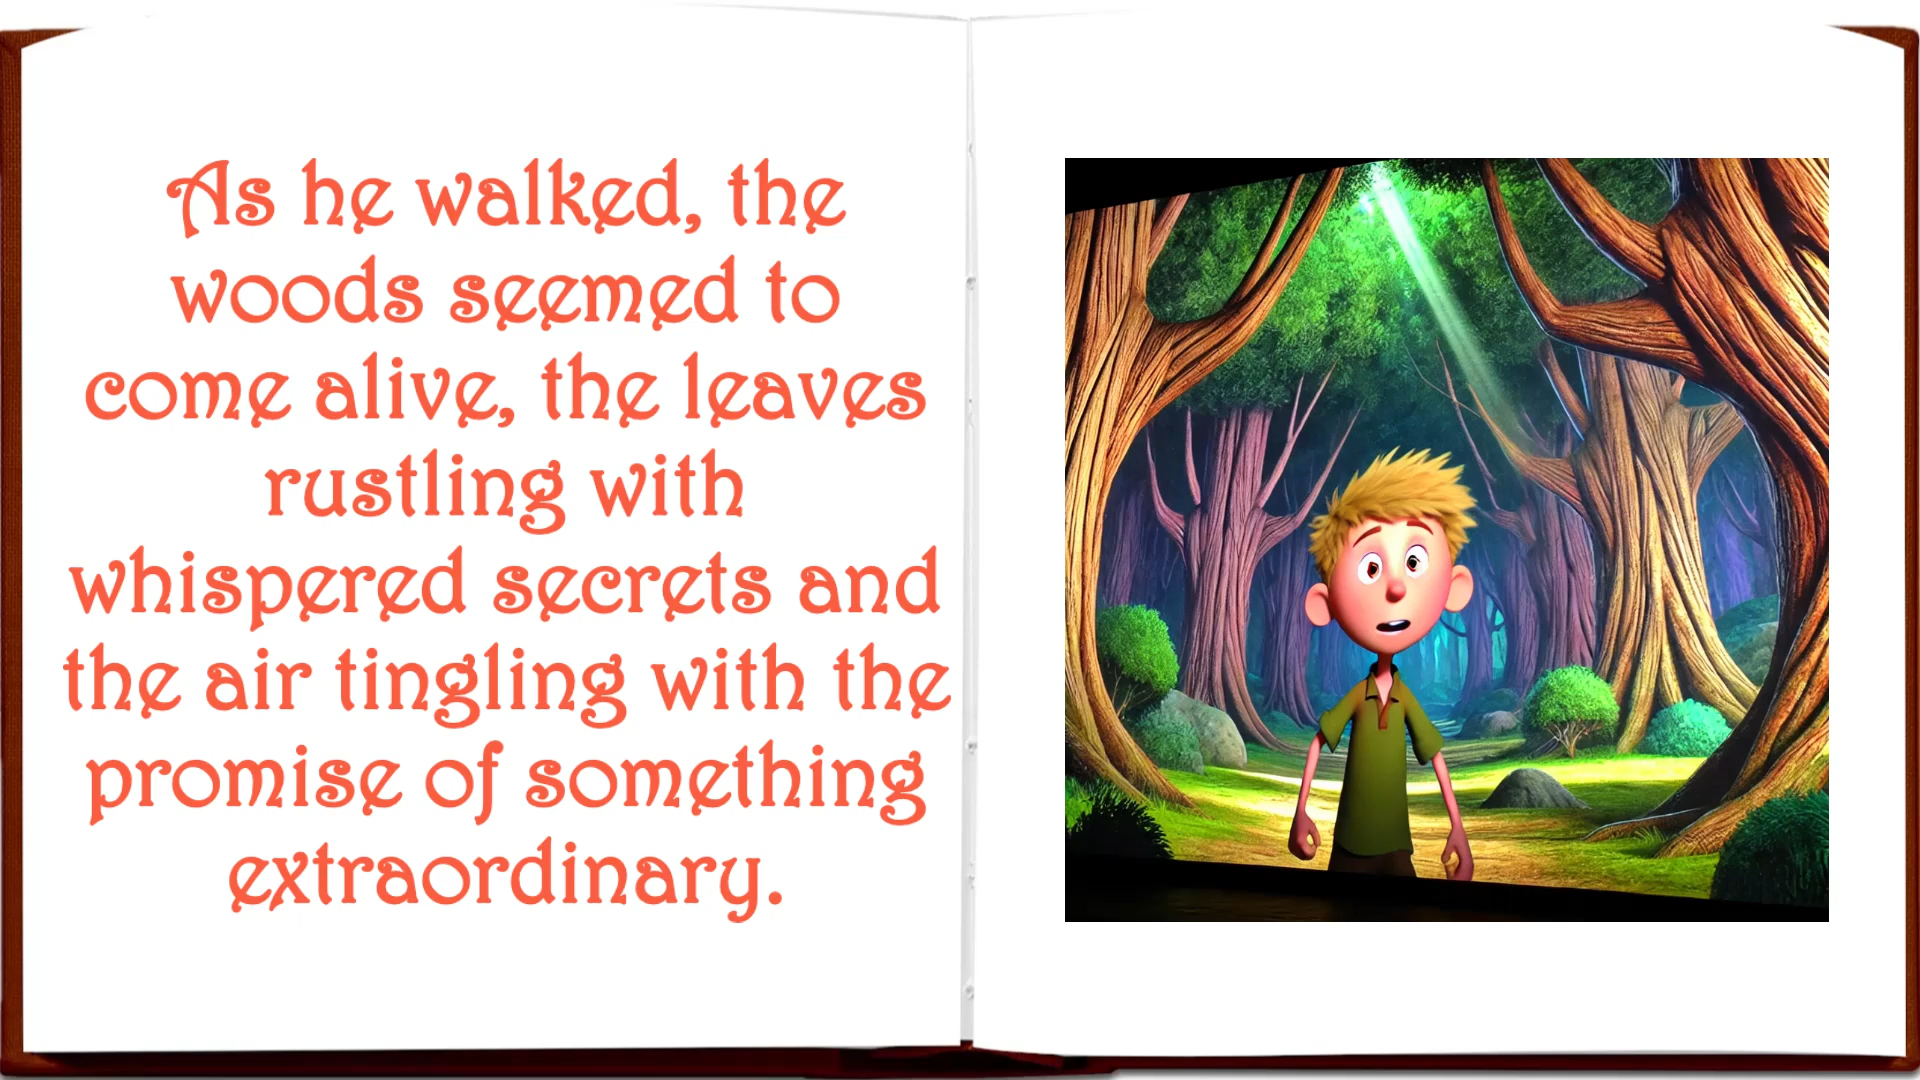 As he walked, the
woods seemed to
come alive, the leaves
rustling with
whispered secrets and
the air tingling with the
promise of something
extraordinary.